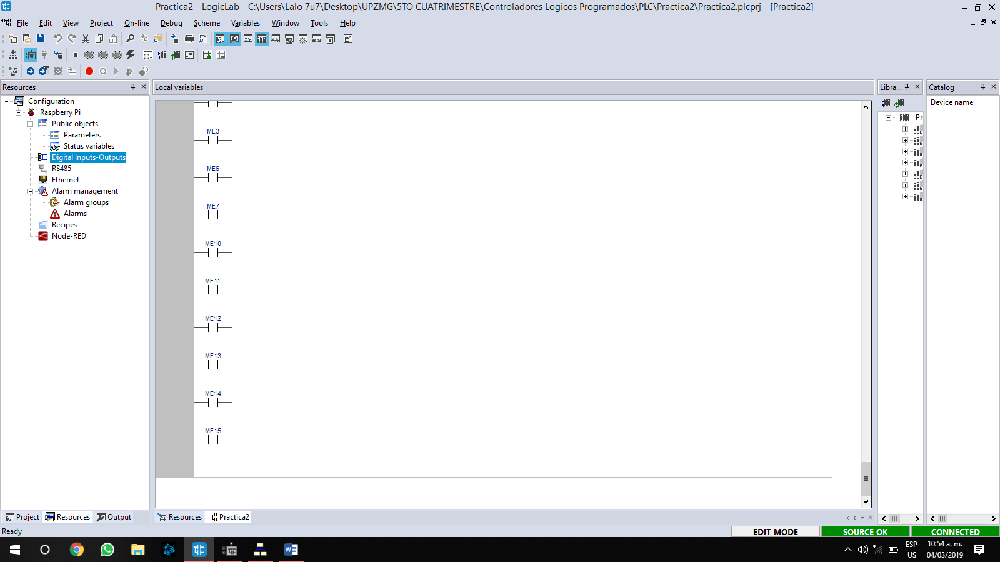 Practica2 - LogicLab - C:\Users\Lalo 7u7\Desktop\UPZMG\5TO CUATRIMESTRE\Controladores Logicos Programados\PLC\Practica2\Practica2.plcprj - [Practica2]
File Edit View Project On-line Debug Scheme Variables Window Tools Help
Resources
Local variables
Libra...
Catalog
Configuration
Raspberry Pi
Public objects
Parameters
Status variables
Digital Inputs-Outputs
RS485
Ethernet
Alarm management
Alarm groups
Alarms
Recipes
Node-RED
ME3
ME6
ME7
ME10
ME11
ME12
ME13
ME14
ME15
Pr
Device name
Project Resources Output
Resources Practica2
Ready
EDIT MODE SOURCE OK CONNECTED
ESP
US
10:54 a. m.
04/03/2019